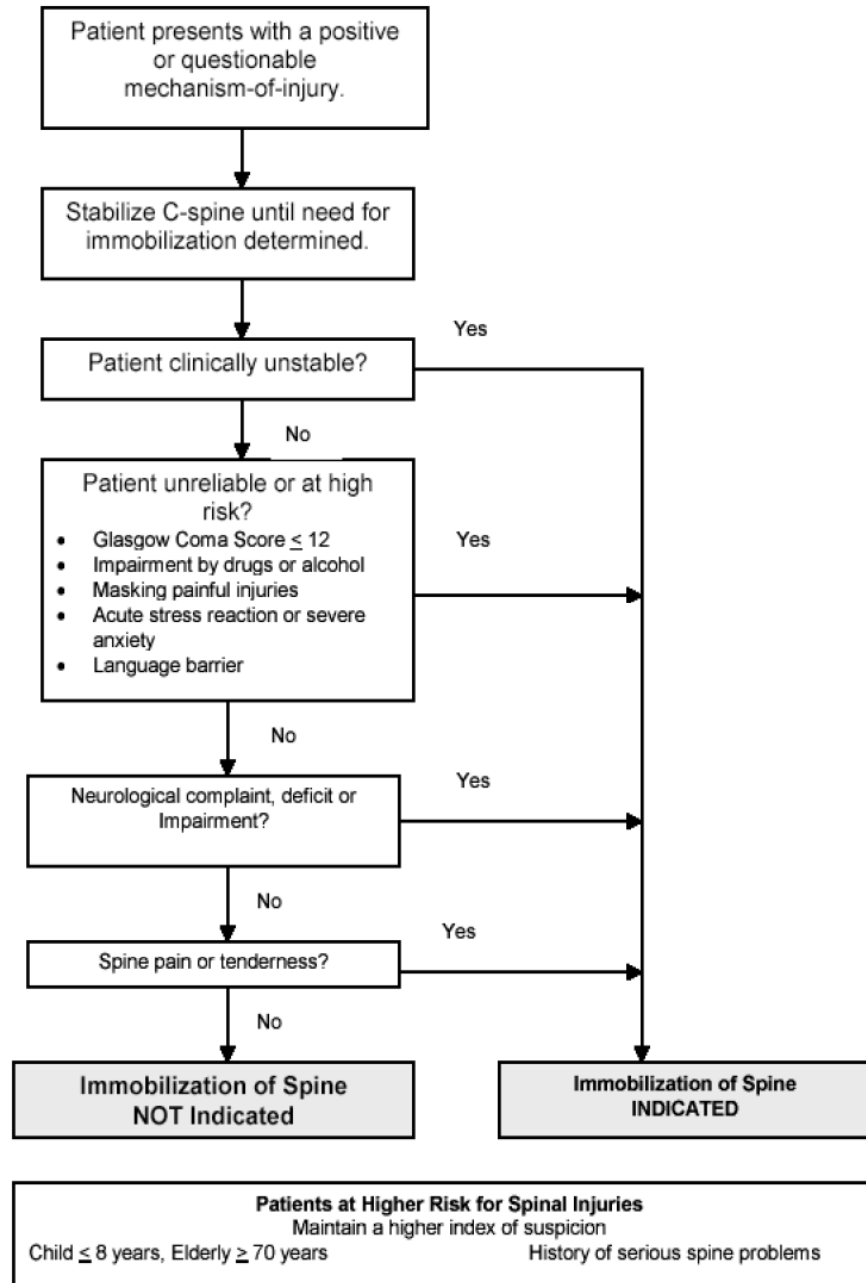 Patient presents with a positive
or questionable
mechanism-of-injury.
Stabilize C-spine until need for
immobilization determined.
Yes
Patient clinically unstable?
No
Patient unreliable or at high
risk?
• Glasgow Coma Score ≤ 12
• Impairment by drugs or alcohol
• Masking painful injuries
• Acute stress reaction or severe
anxiety
• Language barrier
Yes
No
Neurological complaint, deficit or
Impairment?
Yes
No
Spine pain or tenderness?
Yes
No
Immobilization of Spine
NOT Indicated
Immobilization of Spine
INDICATED
Patients at Higher Risk for Spinal Injuries
Maintain a higher index of suspicion
Child ≤ 8 years, Elderly ≥ 70 years History of serious spine problems